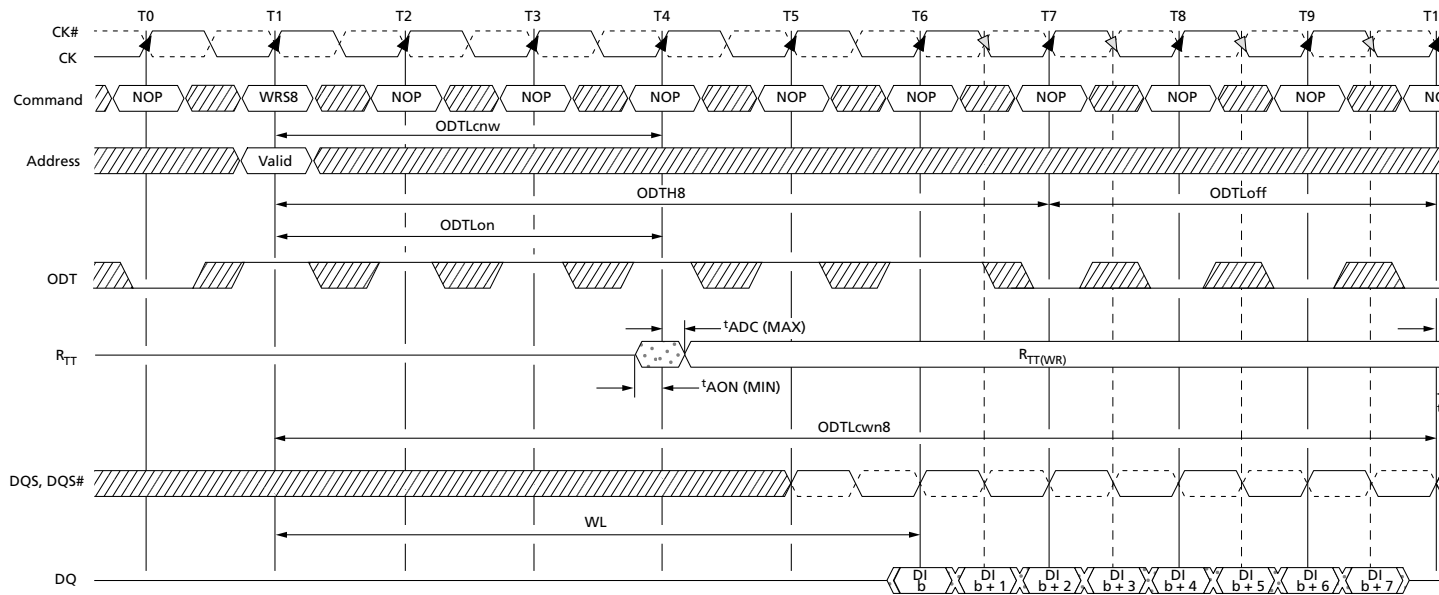 T0 T1 T2 T3 T4 T5 T6 T7 T8 T9 T1
CK#
CK
Command NOP WRS8 NOP NOP NOP NOP NOP NOP NOP NOP NO
ODTLcnw
Address Valid
ODTH8 ODTLoff
ODTLon
ODT
tADC (MAX)
RTT RTT(WR)
tAON (MIN)
ODTLcwn8
DQS, DQS#
WL
DQ DI b DI b + 1 DI b + 2 DI b + 3 DI b + 4 DI b + 5 DI b + 6 DI b + 7